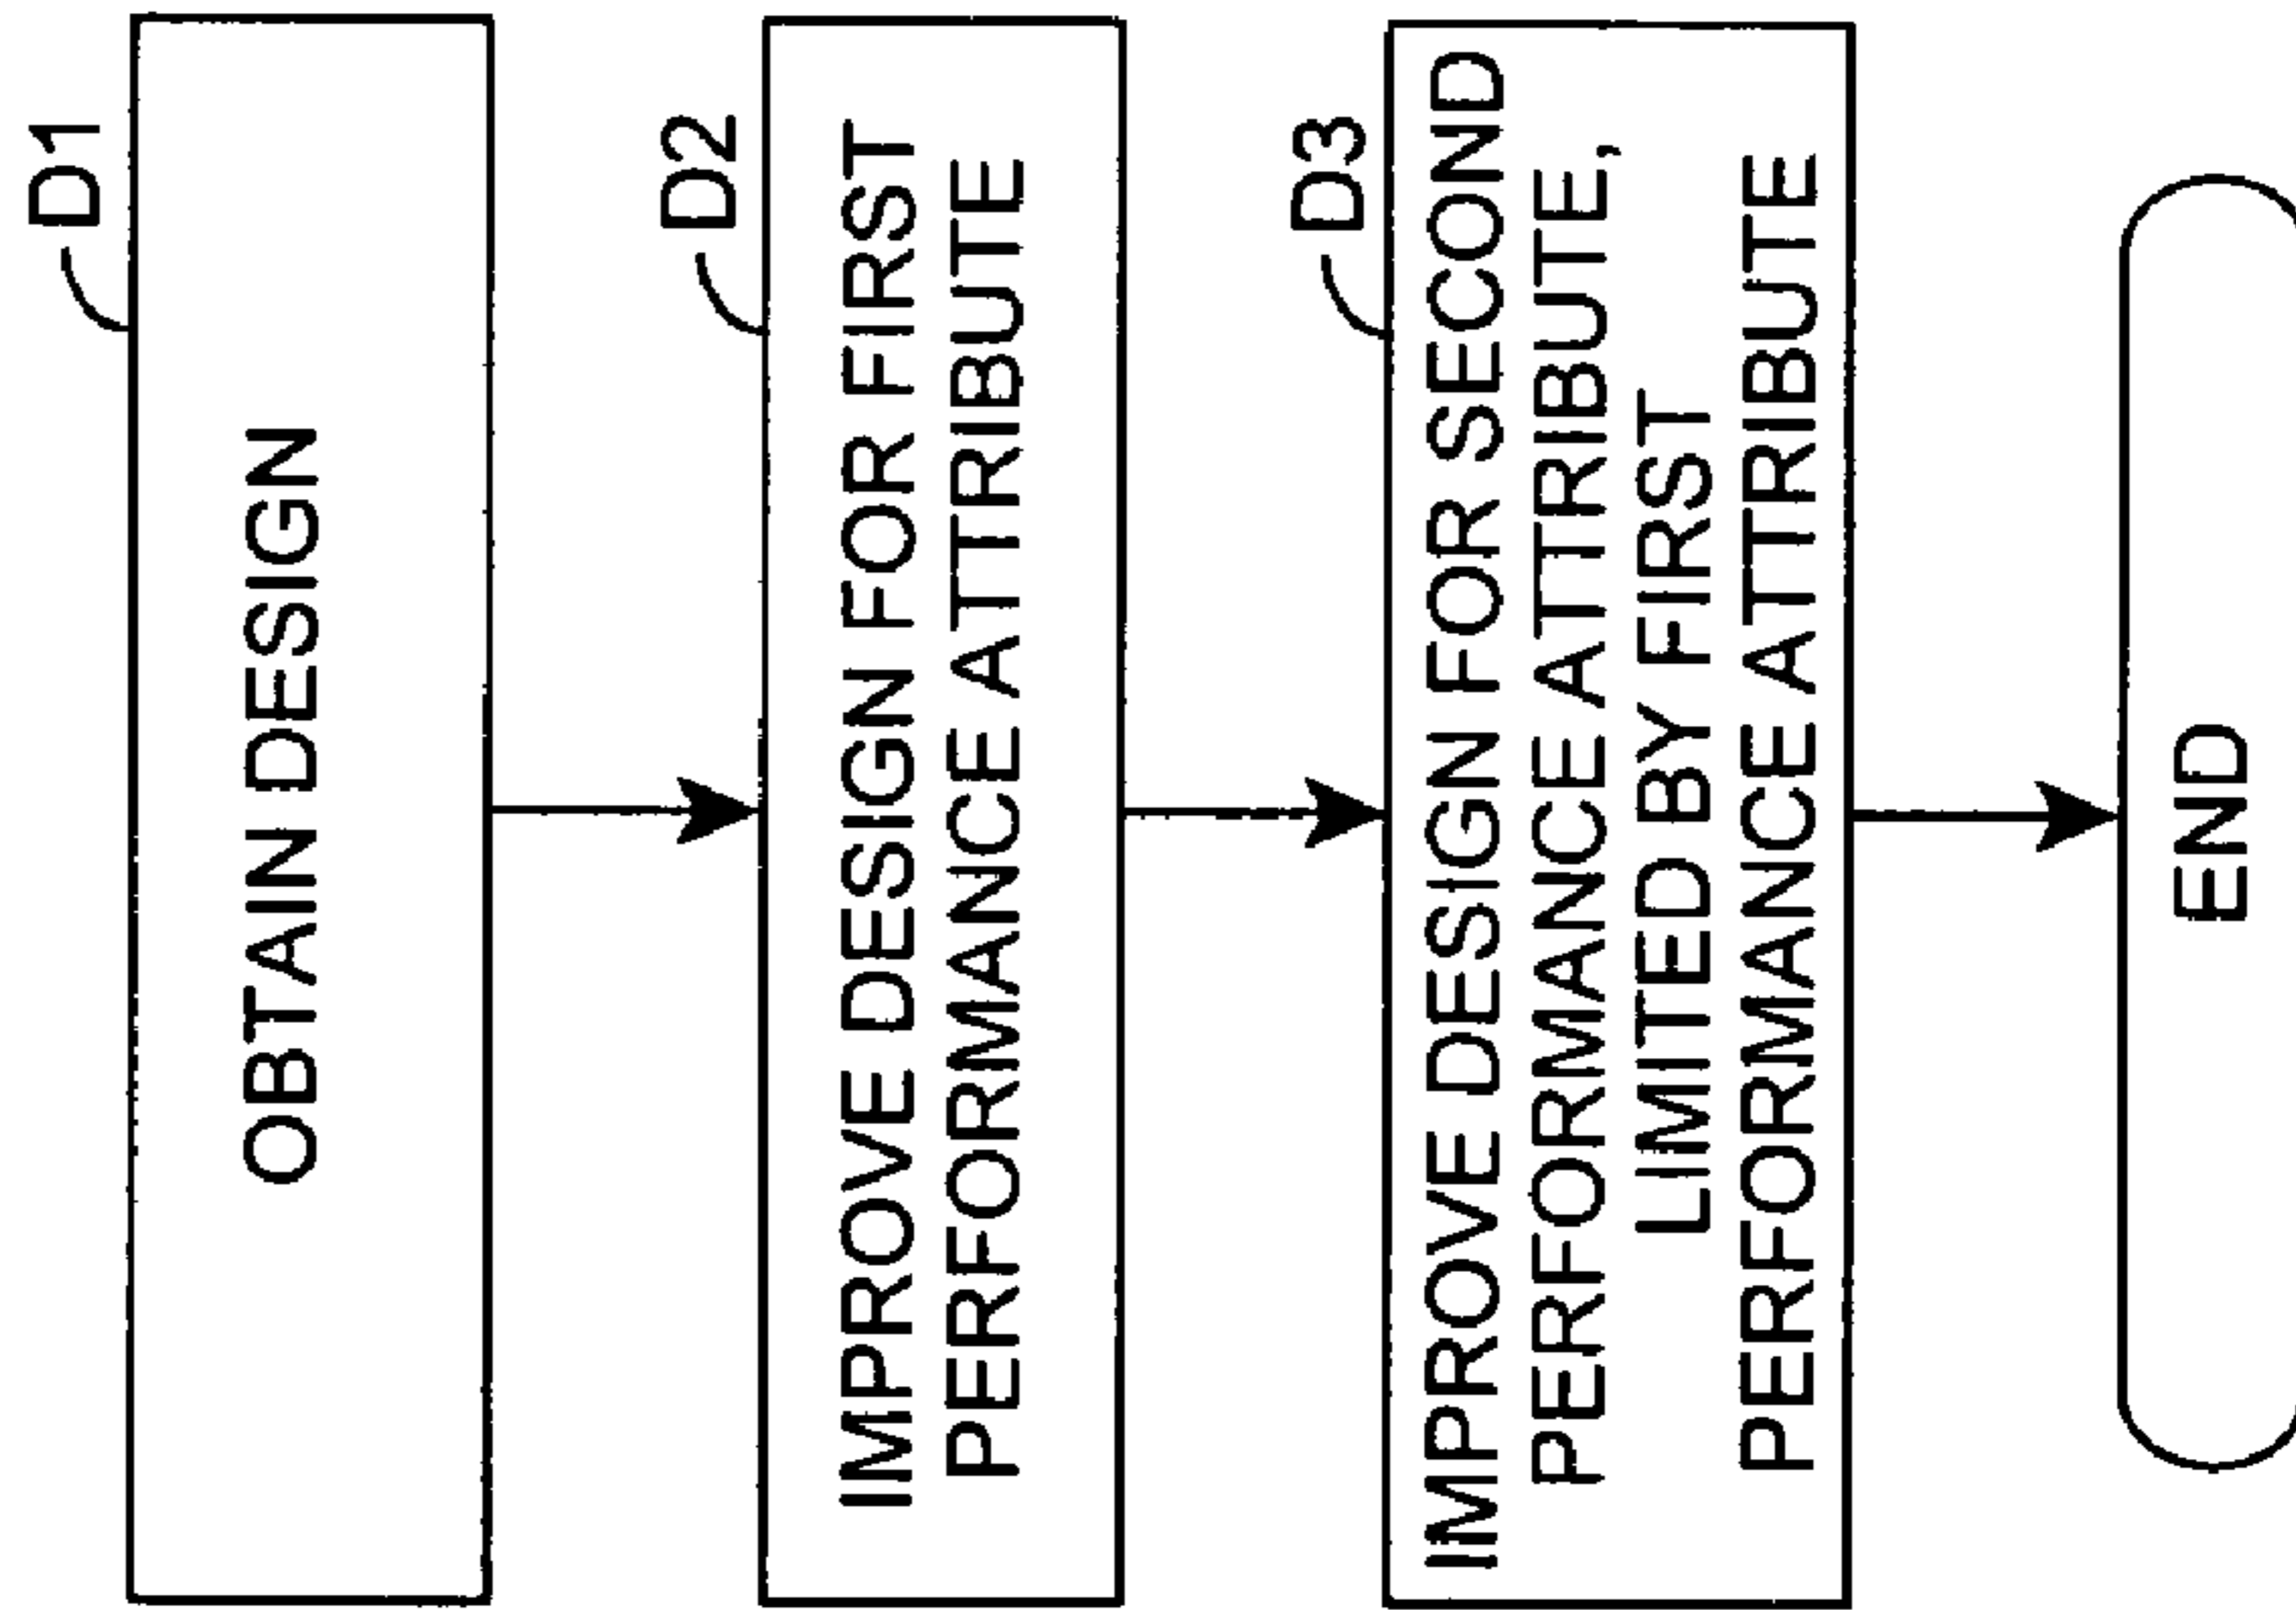 D1
OBTAIN DESIGN
D2
IMPROVE DESIGN FOR FIRST
PERFORMANCE ATTRIBUTE
D3
IMPROVE DESIGN FOR SECOND
PERFORMANCE ATTRIBUTE,
LIMITED BY FIRST
PERFORMANCE ATTRIBUTE
END